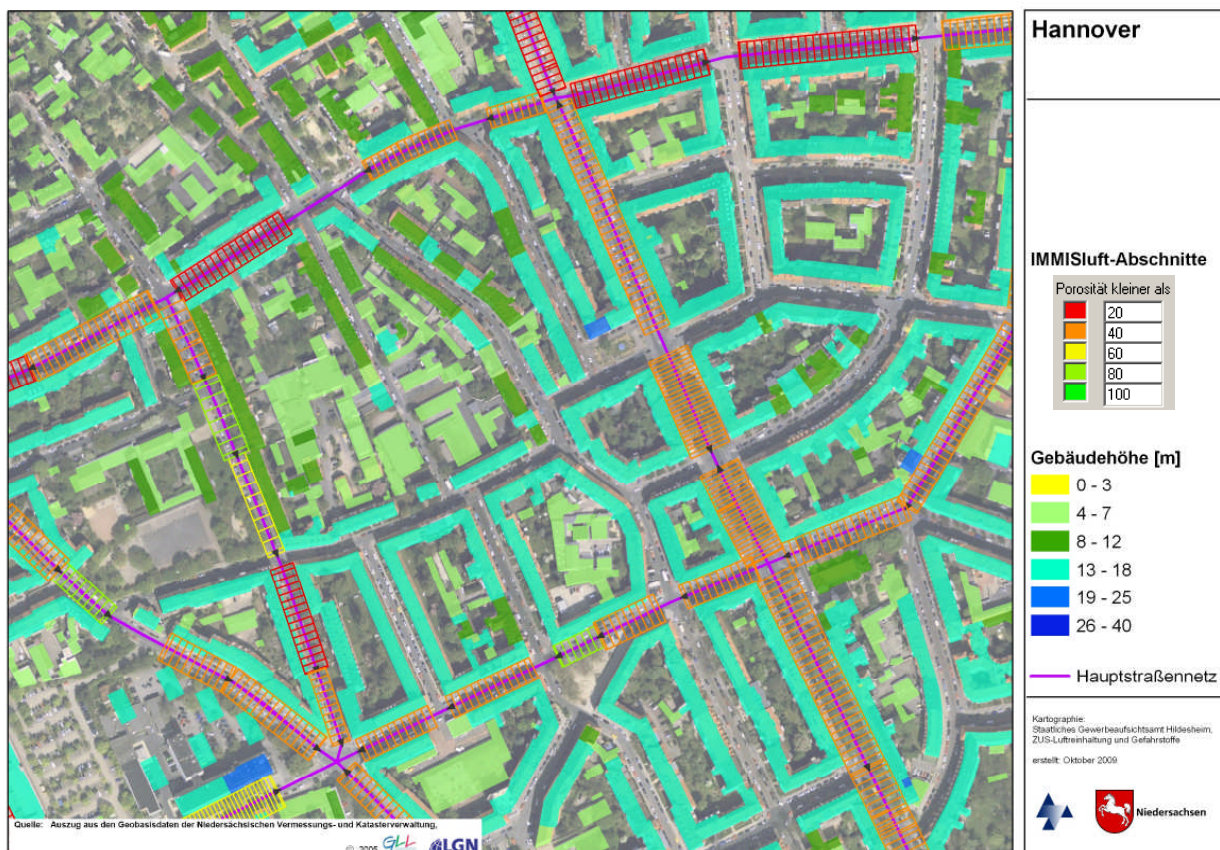 Hannover
IMMISluft-Abschnitte
Porosität kleiner als
20
40
60
80
100
Gebäudehöhe [m]
0 - 3
4 - 7
8 - 12
13 - 18
19 - 25
26 - 40
Hauptstraßennetz
Kartographie:
Staatliches Gewerbeaufsichtsamt Hildesheim,
ZUS-Luftreinhaltung und Gefahrstoffe
erstellt: Oktober 2009
Niedersachsen
Quelle: Auszug aus den Geobasisdaten der Niedersächsischen Vermessungs- und Katasterverwaltung,
© 2005 GLL LGN